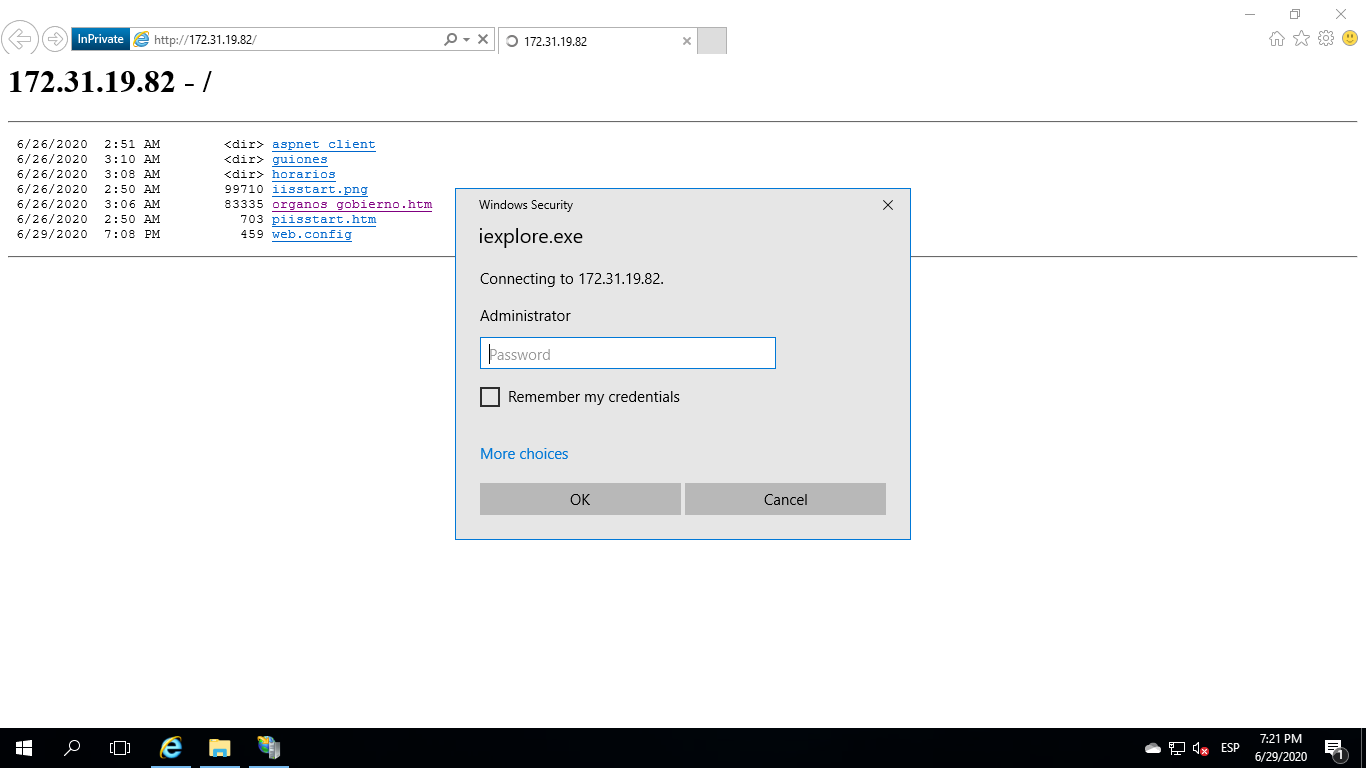 InPrivate http://172.31.19.82/ 172.31.19.82
172.31.19.82 - /
6/26/2020 2:51 AM <dir> aspnet_client
6/26/2020 3:10 AM <dir> guiones
6/26/2020 3:08 AM <dir> horarios
6/26/2020 2:50 AM 99710 iisstart.png
6/26/2020 3:06 AM 83335 organos_gobierno.htm
6/26/2020 2:50 AM 703 piisstart.htm
6/29/2020 7:08 PM 459 web.config
Windows Security
iexplore.exe
Connecting to 172.31.19.82.
Administrator
Password
Remember my credentials
More choices
OK Cancel
ESP
7:21 PM
6/29/2020
1